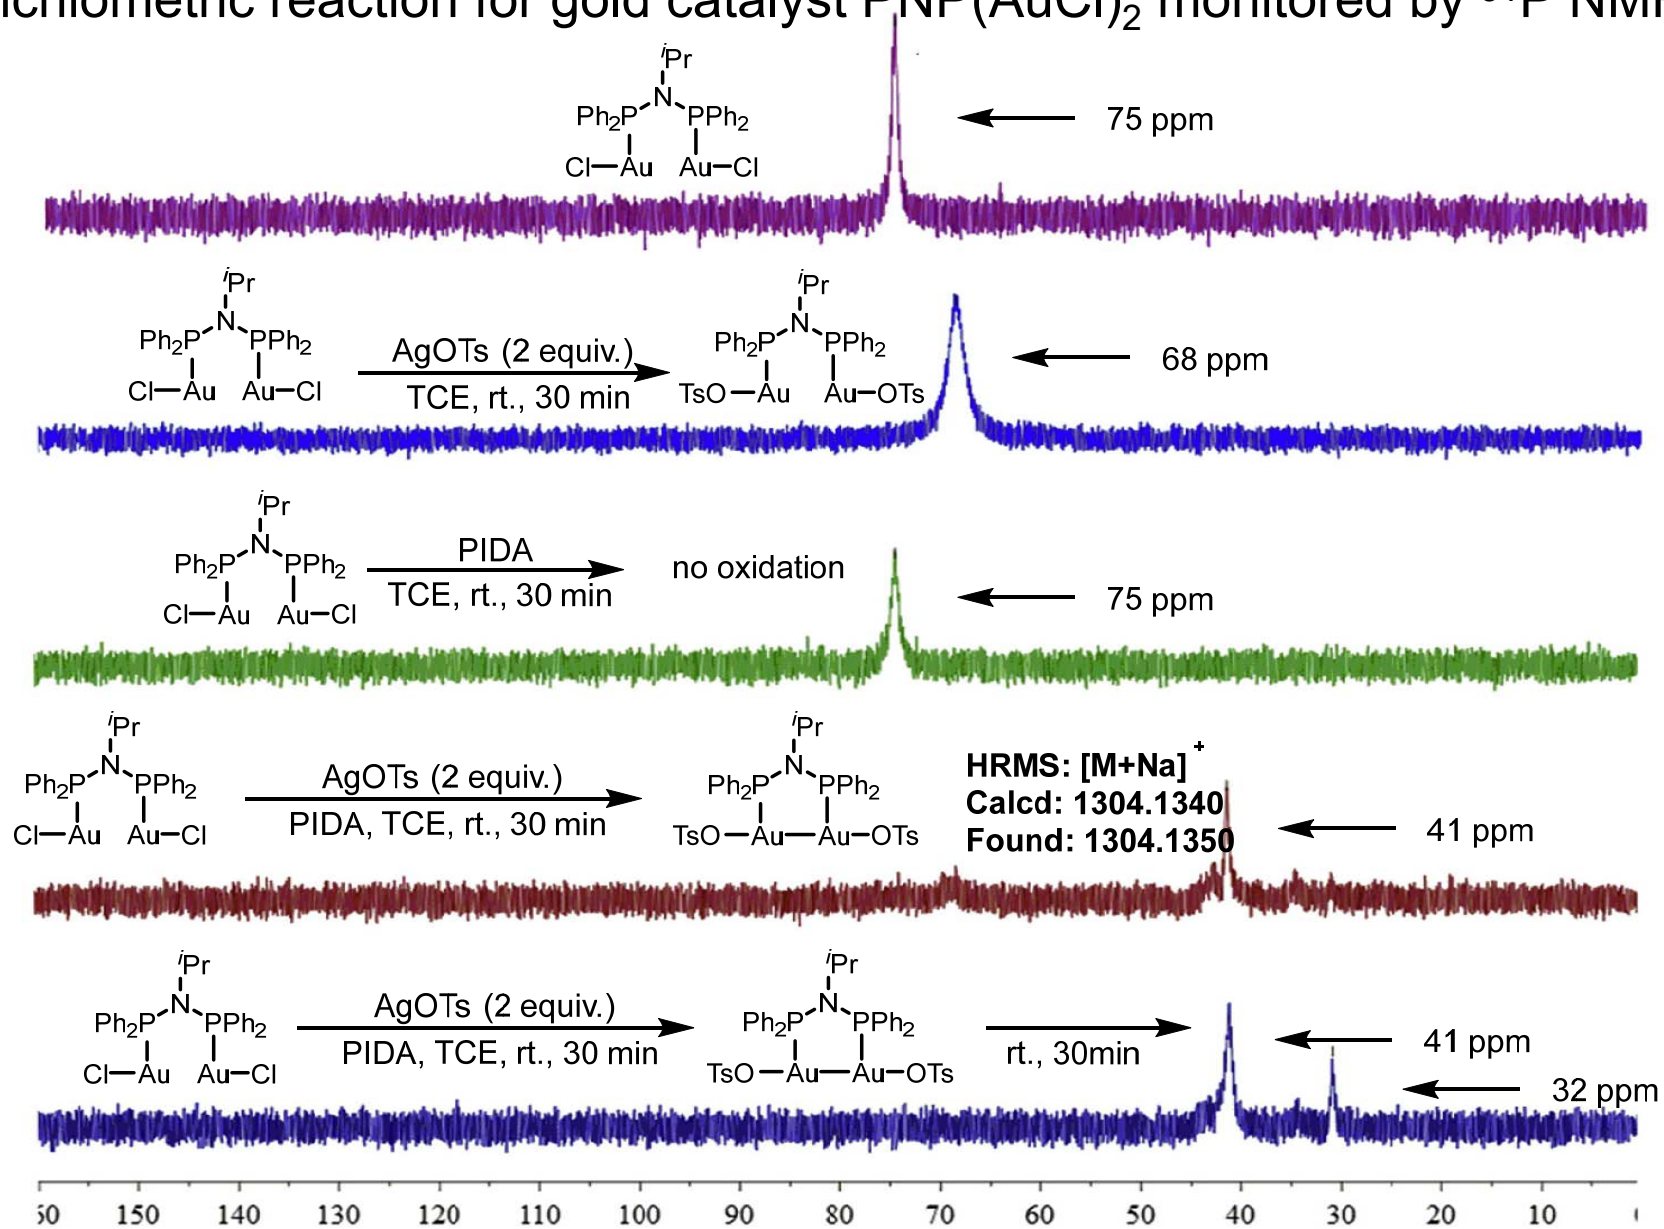 ichiometric reaction for gold catalyst PNP(AuCl)2 monitored by 31P NMR
iPr
N
Ph2P PPh2
Cl Au Au Cl
75 ppm
iPr
N
Ph2P PPh2
Cl Au Au Cl
AgOTs (2 equiv.)
TCE, rt., 30 min
iPr
N
Ph2P PPh2
TsO Au Au OTs
68 ppm
iPr
N
Ph2P PPh2
Cl Au Au Cl
PIDA
TCE, rt., 30 min
no oxidation
75 ppm
iPr
N
Ph2P PPh2
Cl Au Au Cl
AgOTs (2 equiv.)
PIDA, TCE, rt., 30 min
iPr
N
Ph2P PPh2
TsO Au Au OTs
HRMS: [M+Na]+
Calcd: 1304.1340
Found: 1304.1350
41 ppm
iPr
N
Ph2P PPh2
Cl Au Au Cl
AgOTs (2 equiv.)
PIDA, TCE, rt., 30 min
iPr
N
Ph2P PPh2
TsO Au Au OTs
rt., 30min
41 ppm
32 ppm
150 140 130 120 110 100 90 80 70 60 50 40 30 20 10